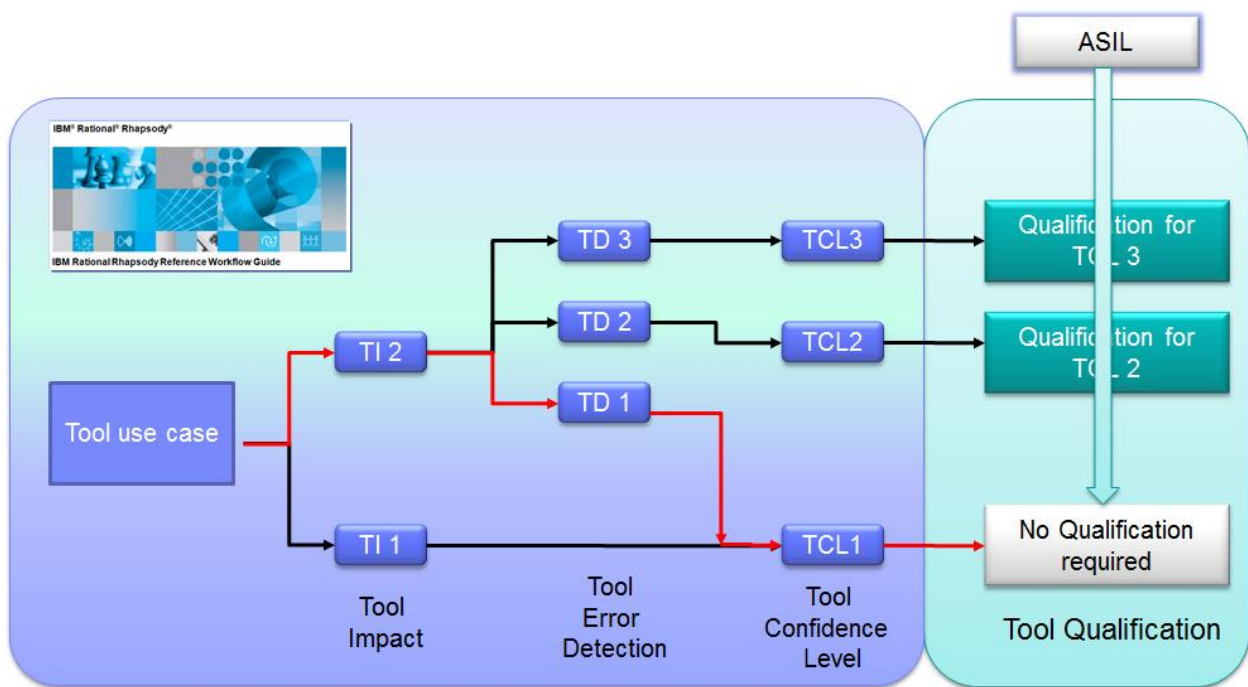 ASIL
IBM® Rational® Rhapsody®
IBM Rational Rhapsody Reference Workflow Guide
TD 3
TCL3
Qualification for
TCL 3
TI 2
TD 2
TCL2
Qualification for
TCL 2
Tool use case
TD 1
TI 1
TCL1
No Qualification
required
Tool
Impact
Tool
Error
Detection
Tool
Confidence
Level
Tool Qualification